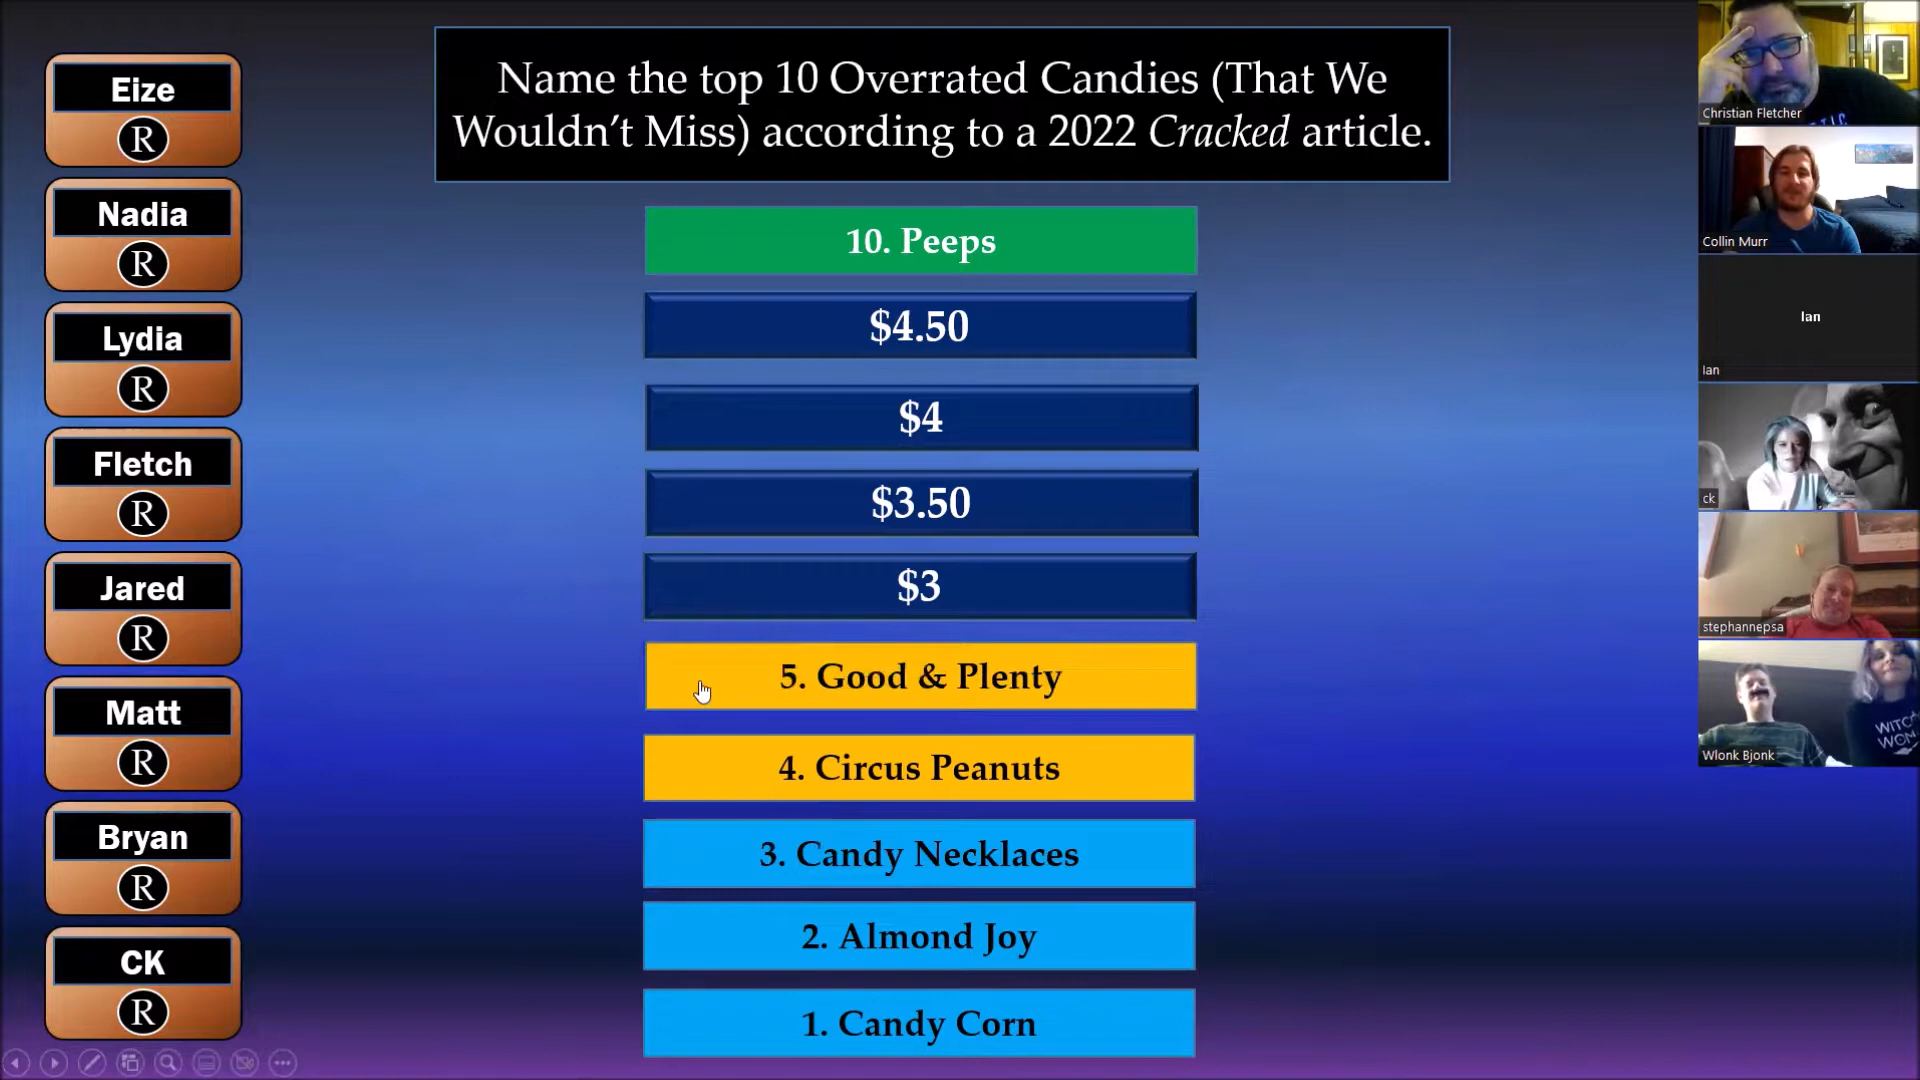 Name the top 10 Overrated Candies (That We
Wouldn't Miss) according to a 2022 Cracked article.
Eize
R
Nadia
R
Lydia
R
Fletch
R
Jared
R
Matt
R
Bryan
R
CK
R
10. Peeps
$4.50
$4
$3.50
$3
5. Good & Plenty
4. Circus Peanuts
3. Candy Necklaces
2. Almond Joy
1. Candy Corn
Christian Fletcher
Collin Murr
Ian
Ian
ck
stephannepsa
WITC
WOM
Wlonk Bjonk